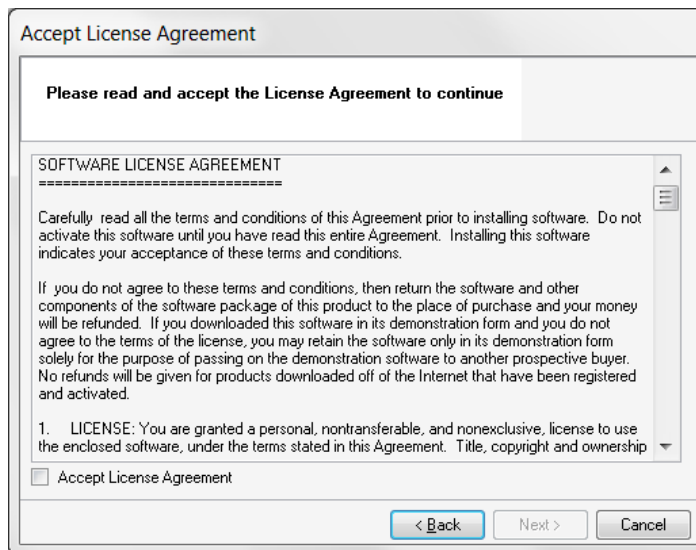 Accept License Agreement
Please read and accept the License Agreement to continue
SOFTWARE LICENSE AGREEMENT
==============================
Carefully  read all the terms and conditions of this Agreement prior to installing software.  Do not
activate this software until you have read this entire Agreement.  Installing this software
indicates your acceptance of these terms and conditions.
If  you do not agree to these terms and conditions, then return the software and other
components of the software package of this product to the place of purchase and your money
will be refunded.  If you downloaded this software in its demonstration form and you do not
agree to the terms of the license, you may retain the software only in its demonstration form
solely for the purpose of passing on the demonstration software to another prospective buyer.
No refunds will be given for products downloaded off of the Internet that have been registered
and activated.
1.    LICENSE: You are granted a personal, nontransferable, and nonexclusive, license to use
the enclosed software, under the terms stated in this Agreement.  Title, copyright and ownership
Accept License Agreement
< Back
Next >
Cancel